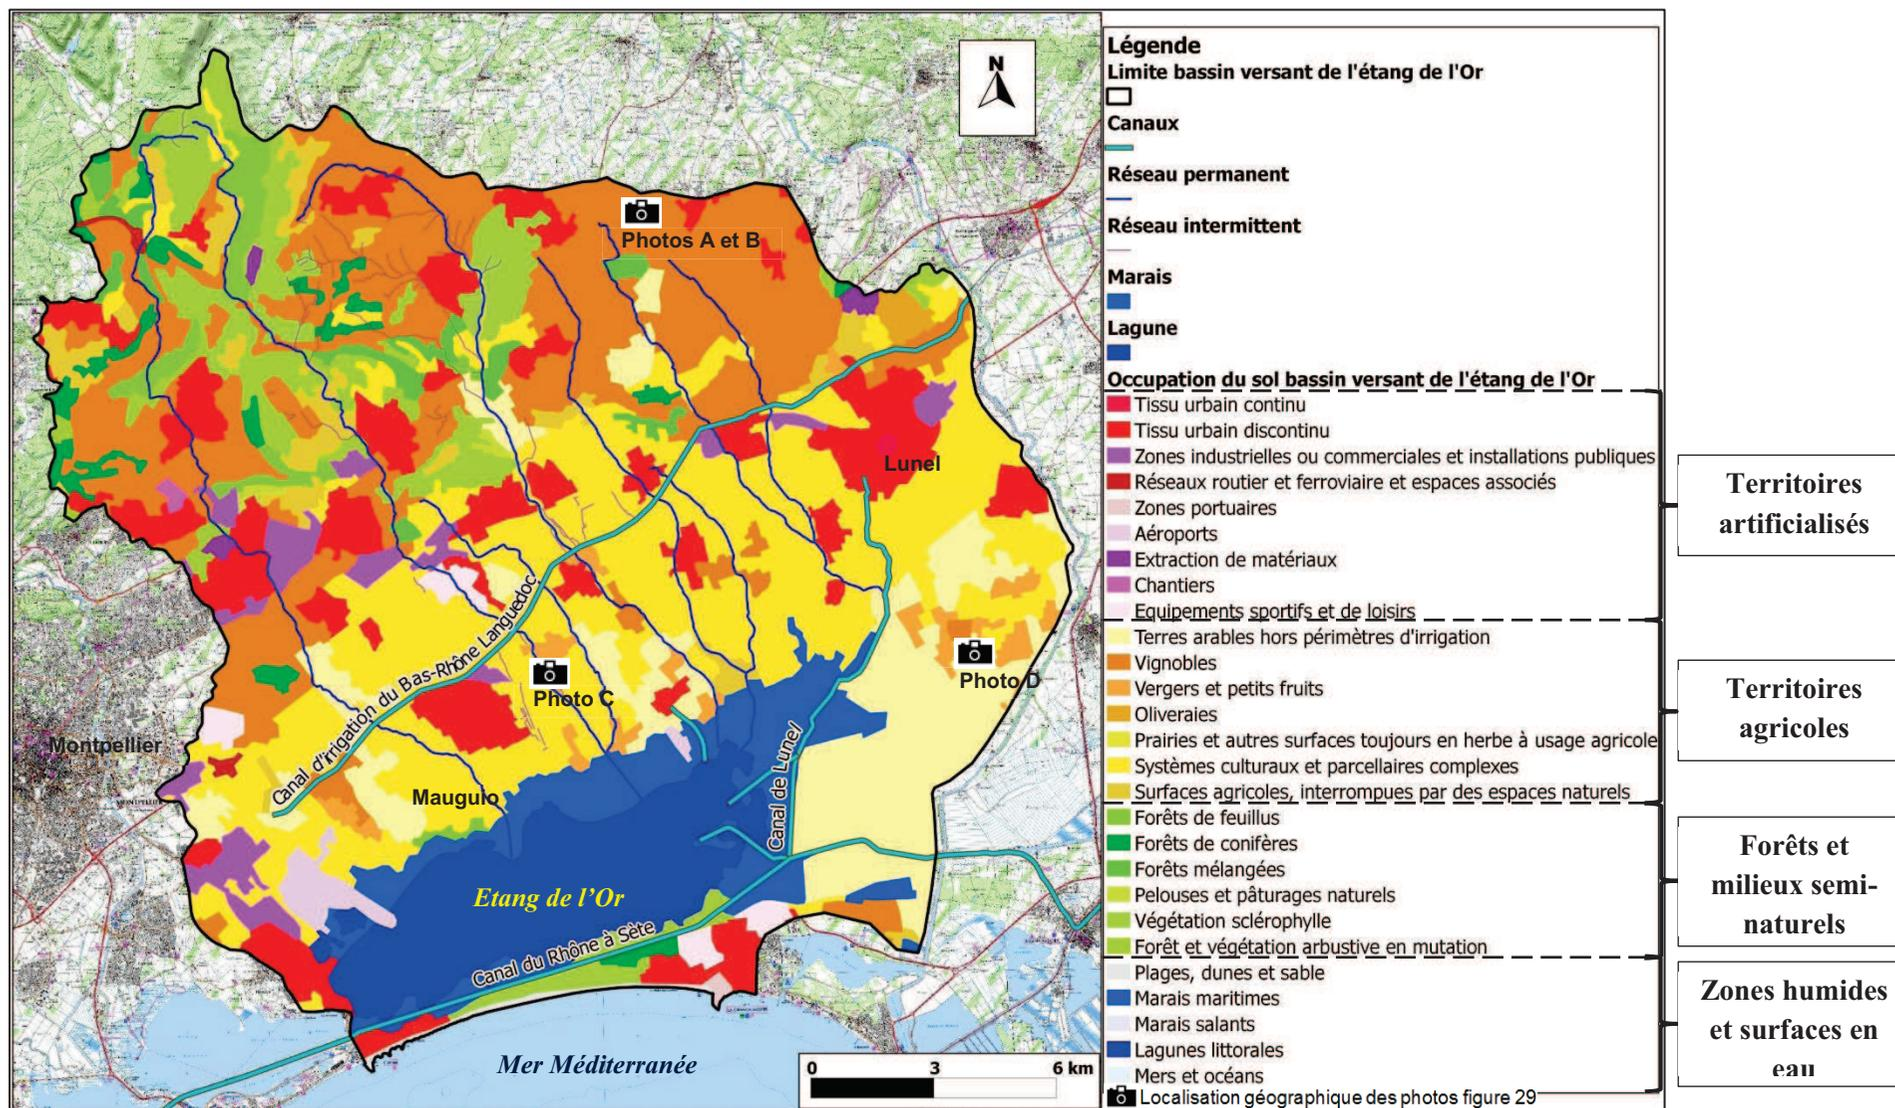 N
Photos A et B
Lunel
Canal d'irrigation du Bas-Rhône Languedoc
Photo C
Photo D
Montpellier
MONTPELLIER
Mauguio
Canal de Lunel
Etang de l'Or
Canal du Rhône à Sète
Mer Méditerranée
0 3 6 km
Légende
Limite bassin versant de l'étang de l'Or
Canaux
Réseau permanent
Réseau intermittent
Marais
Lagune
Occupation du sol bassin versant de l'étang de l'Or
Tissu urbain continu
Tissu urbain discontinu
Zones industrielles ou commerciales et installations publiques
Réseaux routier et ferroviaire et espaces associés
Zones portuaires
Aéroports
Extraction de matériaux
Chantiers
Equipements sportifs et de loisirs
Terres arables hors périmètres d'irrigation
Vignobles
Vergers et petits fruits
Oliveraies
Prairies et autres surfaces toujours en herbe à usage agricole
Systèmes culturaux et parcellaires complexes
Surfaces agricoles, interrompues par des espaces naturels
Forêts de feuillus
Forêts de conifères
Forêts mélangées
Pelouses et pâturages naturels
Végétation sclérophylle
Forêt et végétation arbustive en mutation
Plages, dunes et sable
Marais maritimes
Marais salants
Lagunes littorales
Mers et océans
Localisation géographique des photos figure 29
Territoires
artificialisés
Territoires
agricoles
Forêts et
milieux semi-
naturels
Zones humides
et surfaces en
eau